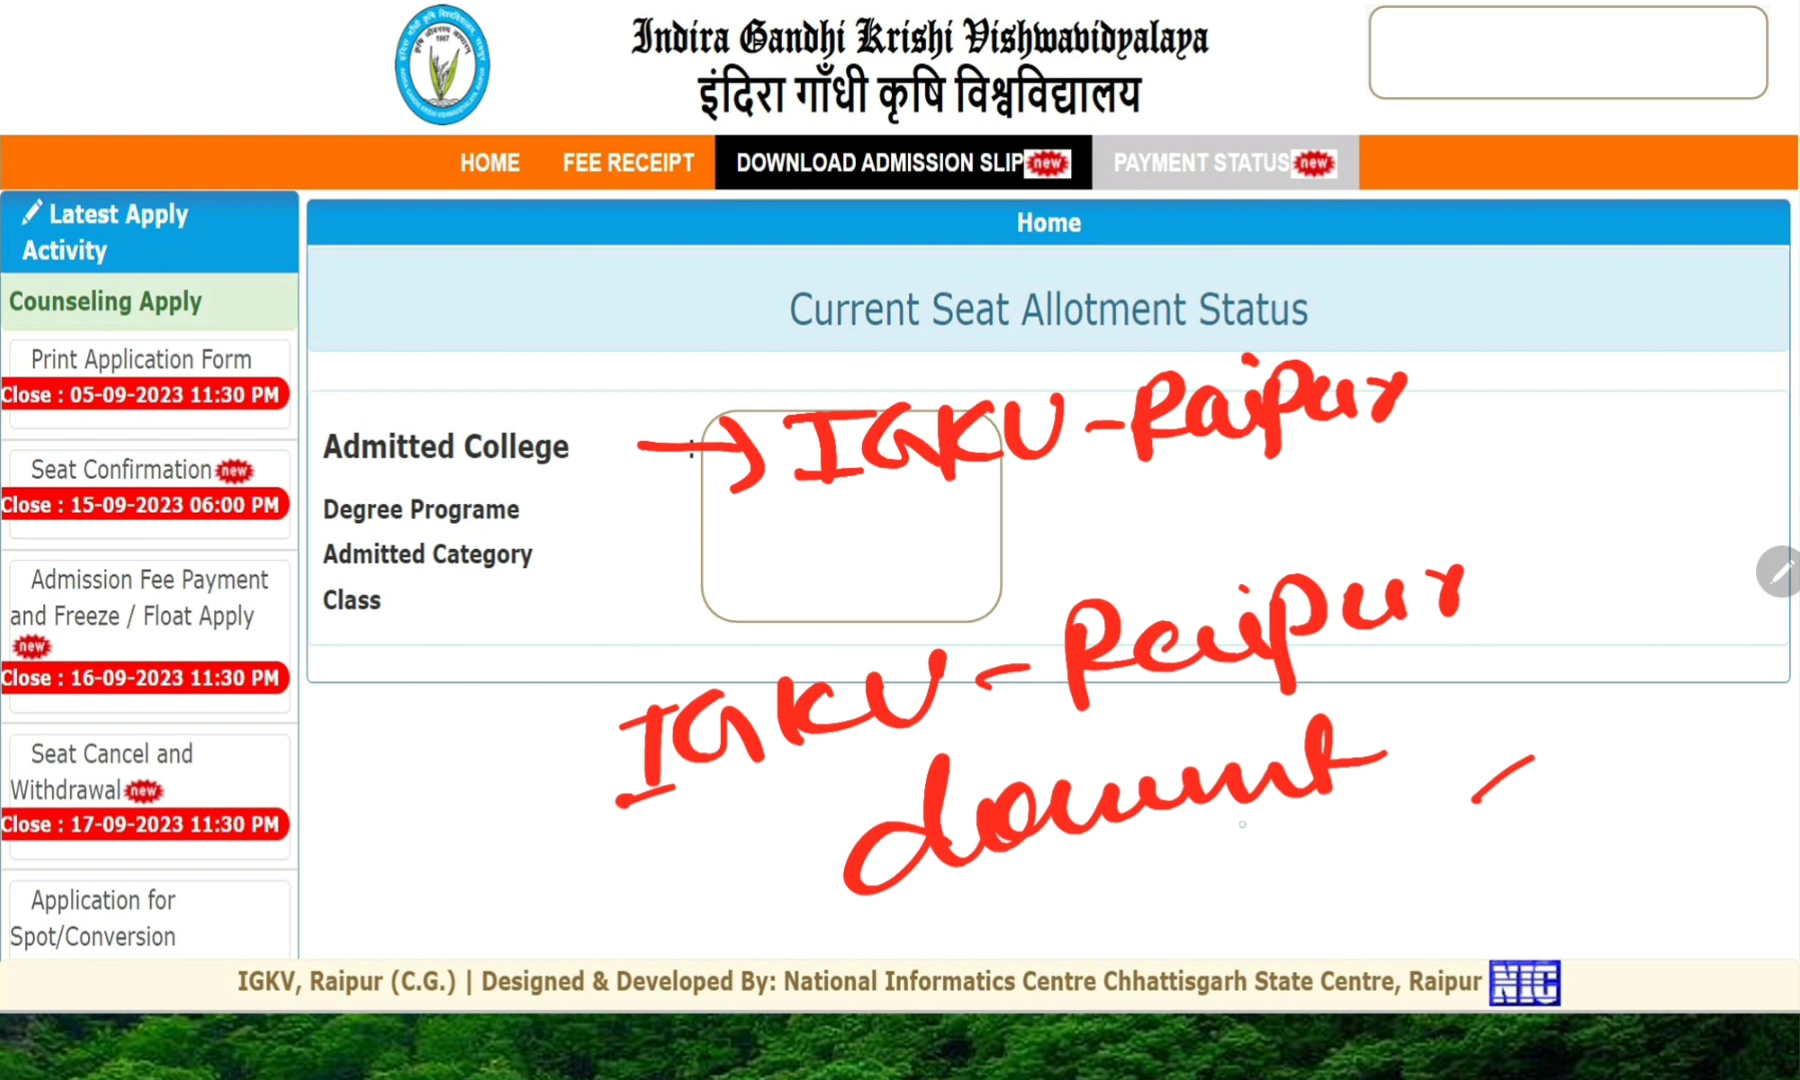 Indira Gandhi Krishi Vishwavidyalaya
इंदिरा गाँधी कृषि विश्वविद्यालय
1987
HOME FEE RECEIPT DOWNLOAD ADMISSION SLIP new PAYMENT STATUS new
Latest Apply
Activity
Counseling Apply
Print Application Form
Close : 05-09-2023 11:30 PM
Seat Confirmation new
Close : 15-09-2023 06:00 PM
Admission Fee Payment
and Freeze / Float Apply
new
Close : 16-09-2023 11:30 PM
Seat Cancel and
Withdrawal new
Close : 17-09-2023 11:30 PM
Application for
Spot/Conversion
Home
Current Seat Allotment Status
Admitted College :
→ IGKV - Raipur
Degree Programe
Admitted Category
Class
IGKV - Raipur
IGKV, Raipur (C.G.) | Designed & Developed By: National Informatics Centre Chhattisgarh State Centre, Raipur NIC